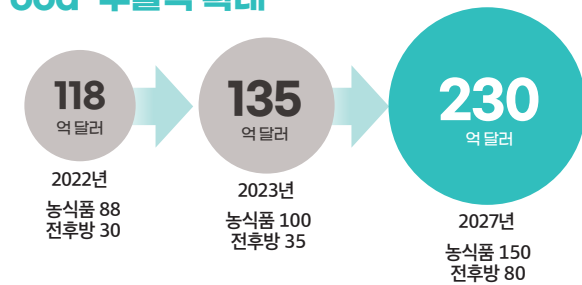 118
억 달러
2022년
농식품 88
전후방 30
135
억 달러
2023년
농식품 100
전후방 35
230
억 달러
2027년
농식품 150
전후방 80